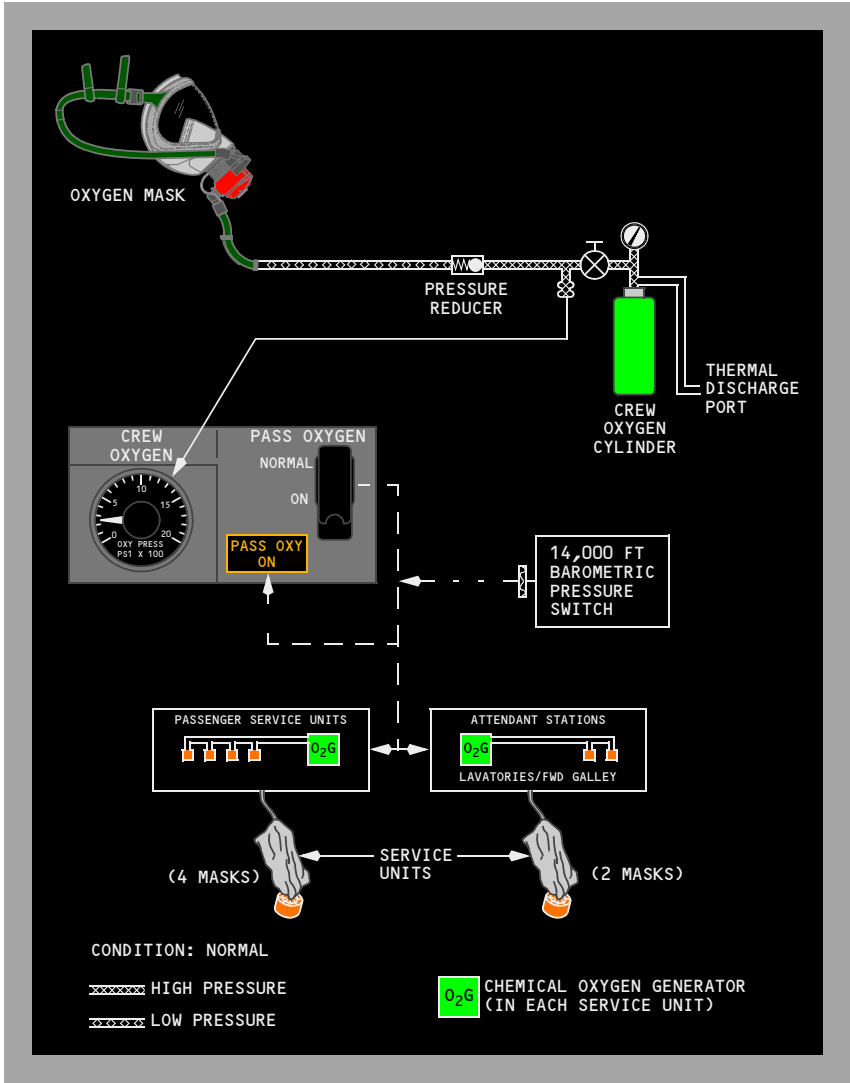 OXYGEN MASK
PRESSURE
REDUCER
THERMAL
DISCHARGE
PORT
CREW
OXYGEN
CYLINDER
CREW
OXYGEN
PASS OXYGEN
NORMAL
ON
0
5
10
15
20
OXY PRESS
PS1 X 100
PASS OXY
ON
14,000 FT
BAROMETRIC
PRESSURE
SWITCH
PASSENGER SERVICE UNITS
O2G
ATTENDANT STATIONS
O2G
LAVATORIES/FWD GALLEY
(4 MASKS)
SERVICE
UNITS
(2 MASKS)
CONDITION: NORMAL
HIGH PRESSURE
LOW PRESSURE
O2G
CHEMICAL OXYGEN GENERATOR
(IN EACH SERVICE UNIT)